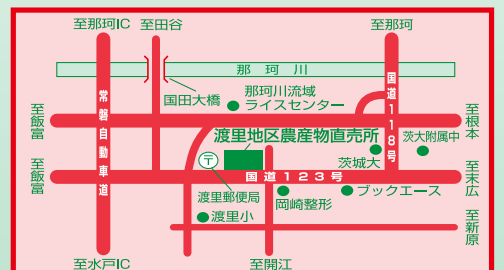 至那珂IC
至田谷
至那珂
那珂川
国田大橋
那珂川流域
ライスセンター
常磐自動車道
国道118号
至飯富
至根本
渡里地区農産物直売所
茨大附属中
茨城大
〒
至飯富
国道123号
至末広
渡里郵便局
岡崎整形
ブックエース
渡里小
至新原
至水戸IC
至開江